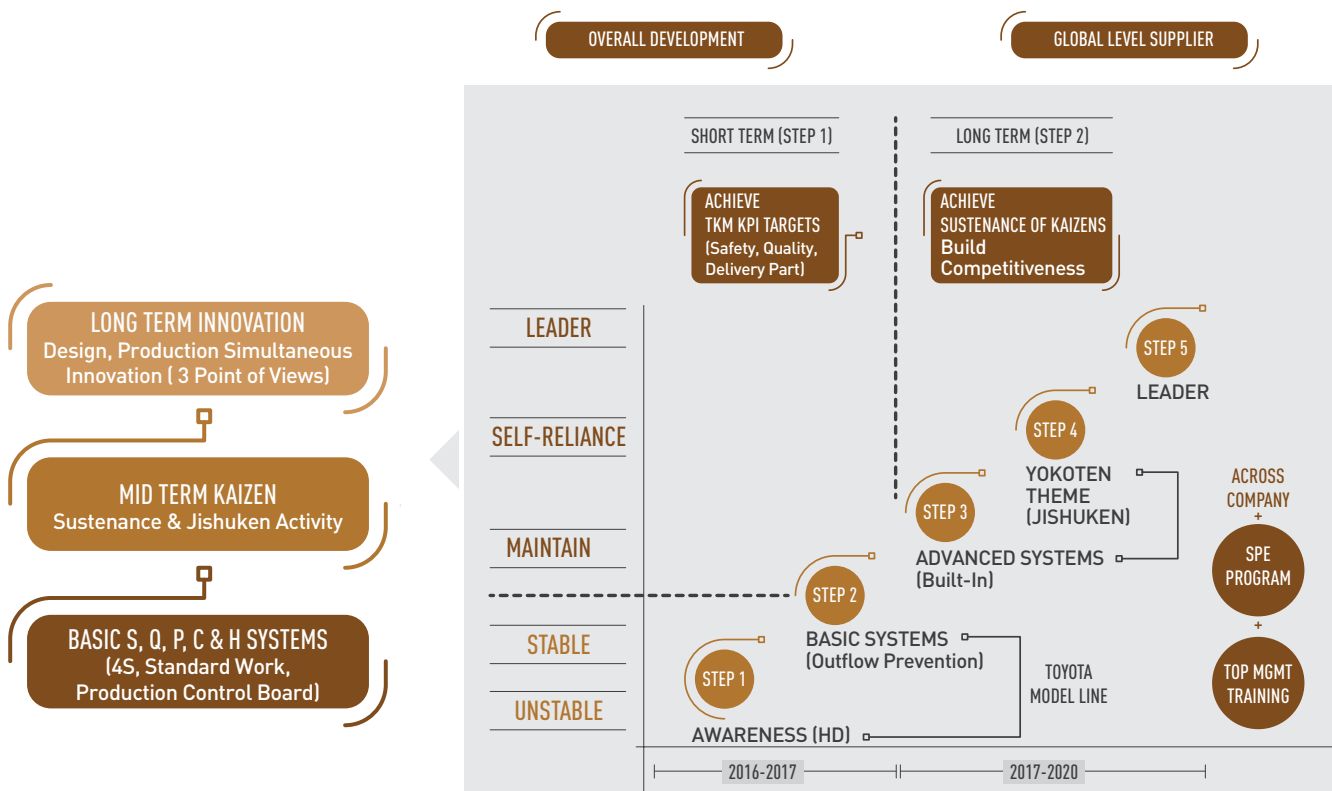 OVERALL DEVELOPMENT
GLOBAL LEVEL SUPPLIER
SHORT TERM (STEP 1)
LONG TERM (STEP 2)
ACHIEVE
TKM KPI TARGETS
(Safety, Quality,
Delivery Part)
ACHIEVE
SUSTENANCE OF KAIZENS
Build
Competitiveness
LONG TERM INNOVATION
Design, Production Simultaneous
Innovation ( 3 Point of Views)
MID TERM KAIZEN
Sustenance & Jishuken Activity
BASIC S, Q, P, C & H SYSTEMS
(4S, Standard Work,
Production Control Board)
LEADER
SELF-RELIANCE
MAINTAIN
STABLE
UNSTABLE
STEP 5
LEADER
STEP 4
YOKOTEN
THEME
(JISHUKEN)
STEP 3
ADVANCED SYSTEMS
(Built-In)
STEP 2
BASIC SYSTEMS
(Outflow Prevention)
STEP 1
AWARENESS (HD)
TOYOTA
MODEL LINE
ACROSS
COMPANY
+
SPE
PROGRAM
+
TOP MGMT
TRAINING
2016-2017
2017-2020